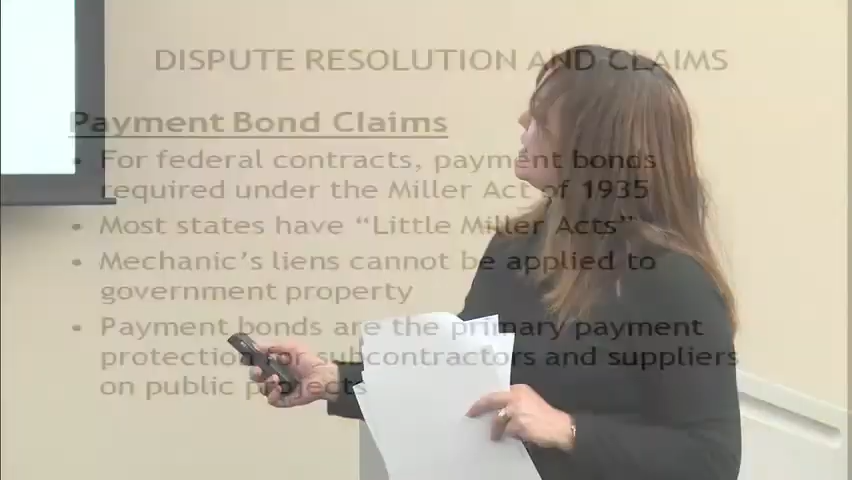 DISPUTE RESOLUTION AND CLAIMS
Payment Bond Claims
• For federal contracts, payment bonds
required under the Miller Act of 1935
• Most states have “Little Miller Acts”
• Mechanic’s liens cannot be applied to
government property
• Payment bonds are the primary payment
protection for subcontractors and suppliers
on public projects